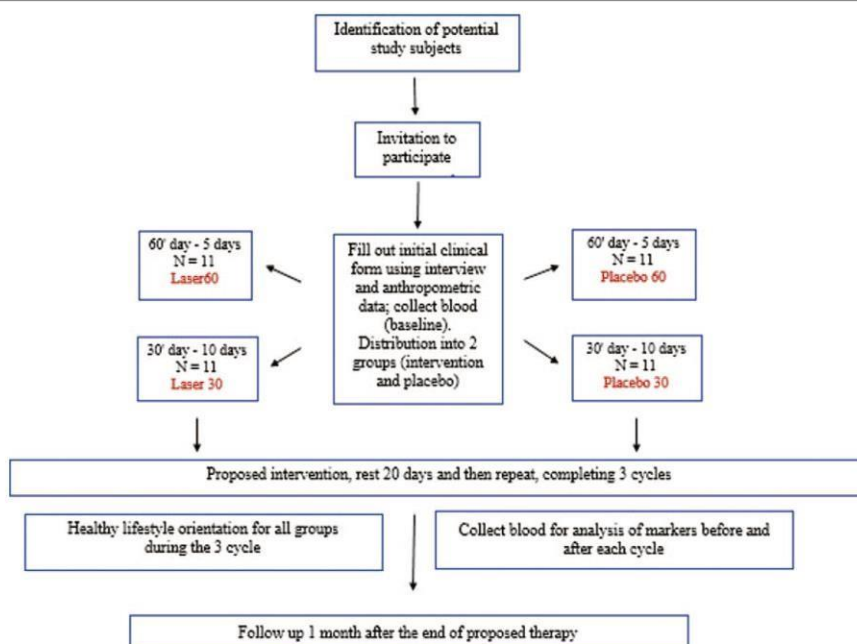 Identification of potential
study subjects
Invitation to
participate
60' day - 5 days
N = 11
Laser60
30' day - 10 days
N = 11
Laser 30
Fill out initial clinical
form using interview
and anthropometric
data; collect blood
(baseline).
Distribution into 2
groups (intervention
and placebo)
60' day - 5 days
N = 11
Placebo 60
30' day - 10 days
N = 11
Placebo 30
Proposed intervention, rest 20 days and then repeat, completing 3 cycles
Healthy lifestyle orientation for all groups
during the 3 cycle
Collect blood for analysis of markers before and
after each cycle
Follow up 1 month after the end of proposed therapy